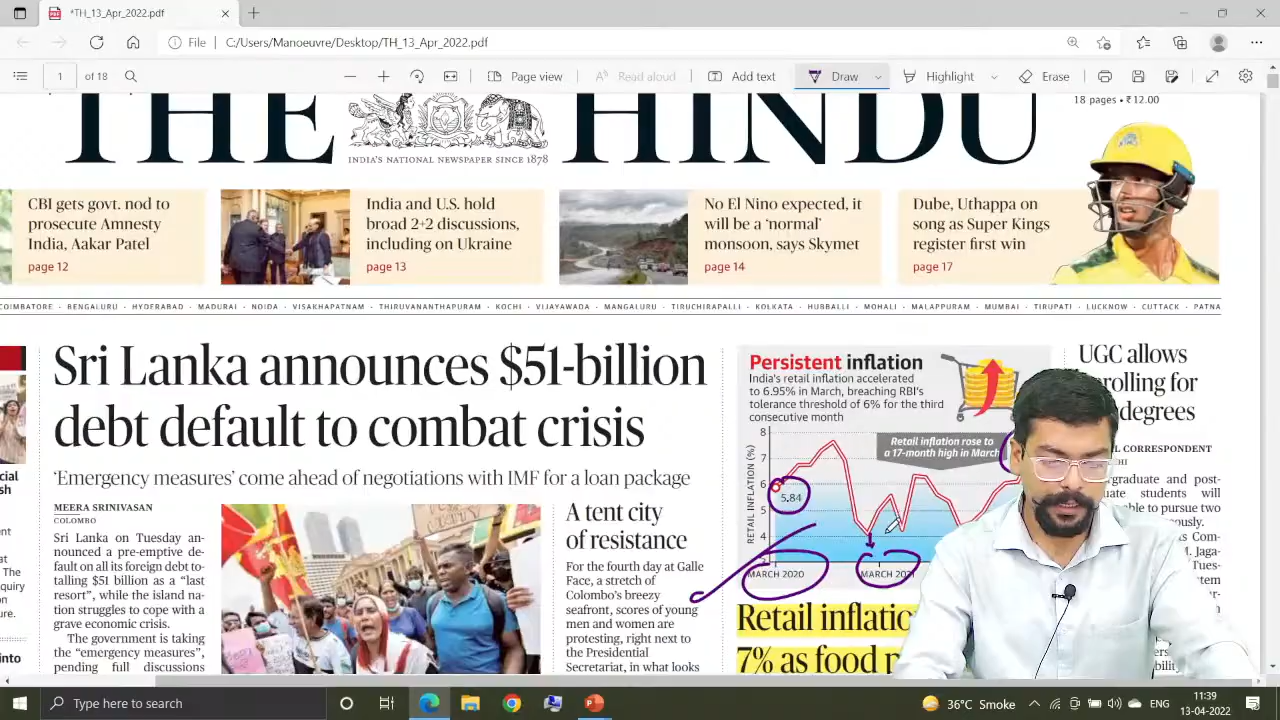 *TH_13_Apr_2022.pdf
File
C:/Users/Manoeuvre/Desktop/TH_13_Apr_2022.pdf
1
of 18
Page view
Read aloud
Add text
Draw
Highlight
Erase
18 pages • ₹12.00
THE HINDU
INDIA'S NATIONAL NEWSPAPER SINCE 1878
CBI gets govt. nod to
prosecute Amnesty
India, Aakar Patel
page 12
India and U.S. hold
broad 2+2 discussions,
including on Ukraine
page 13
No El Nino expected, it
will be a ‘normal’
monsoon, says Skymet
page 14
Dube, Uthappa on
song as Super Kings
register first win
page 17
COIMBATORE • BENGALURU • HYDERABAD • MADURAI • NOIDA • VISAKHAPATNAM • THIRUVANANTHAPURAM • KOCHI • VIJAYAWADA • MANGALURU • TIRUCHIRAPALLI • KOLKATA • HUBBALLI • MOHALI • MALAPPURAM • MUMBAI • TIRUPATI • LUCKNOW • CUTTACK • PATNA
Sri Lanka announces $51-billion
debt default to combat crisis
‘Emergency measures’ come ahead of negotiations with IMF for a loan package
MEERA SRINIVASAN
COLOMBO
Sri Lanka on Tuesday an
nounced a pre-emptive de-
fault on all its foreign debt to-
talling $51 billion as a “last
resort”, while the island na-
tion struggles to cope with a
grave economic crisis.
The government is taking
the “emergency measures”,
pending full discussions
A tent city
of resistance
For the fourth day at Galle
Face, a stretch of
Colombo’s breezy
seafront, scores of young
men and women are
protesting, right next to
the Presidential
Secretariat, in what looks
Persistent inflation
India's retail inflation accelerated
to 6.95% in March, breaching RBI's
tolerance threshold of 6% for the third
consecutive month
Retail inflation rose to
a 17-month high in March
RETAIL INFLATION (%)
8
7
6
5
4
5.84
MARCH 2020
MARCH 202
Retail inflatio
7% as food
UGC allows
rolling for
degrees
CORRESPONDENT
graduate and post-
uate students will
ble to pursue two
ously.
Com-
Jaga-
Tues-
tem
Type here to search
36°C Smoke
ENG
11:39
13-04-2022